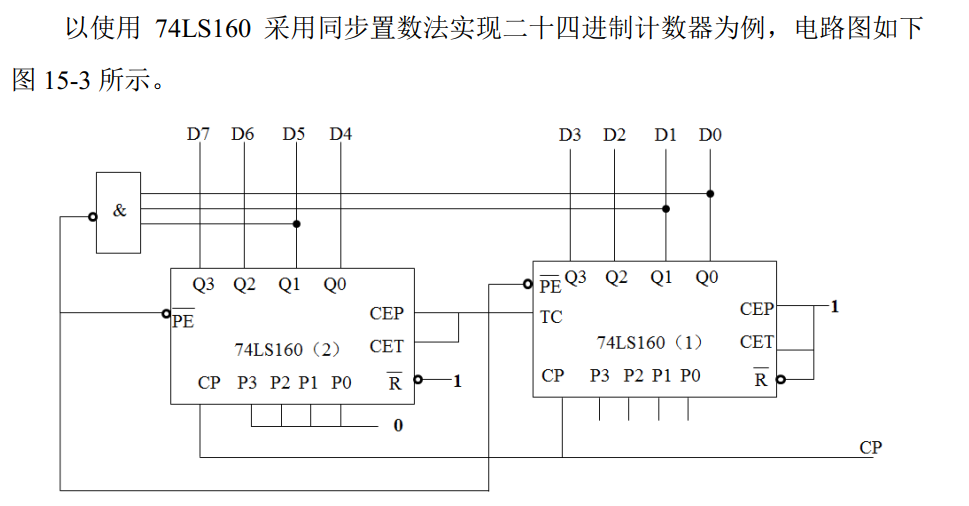 以使用 74LS160 采用同步置数法实现二十四进制计数器为例，电路图如下
图 15-3 所示。
D7 D6 D5 D4 D3 D2 D1 D0
&
Q3 Q2 Q1 Q0 PE Q3 Q2 Q1 Q0
PE CEP TC CEP 1
74LS160（2） CET 74LS160（1） CET
CP P3 P2 P1 P0 R 1 CP P3 P2 P1 P0 R
0
CP